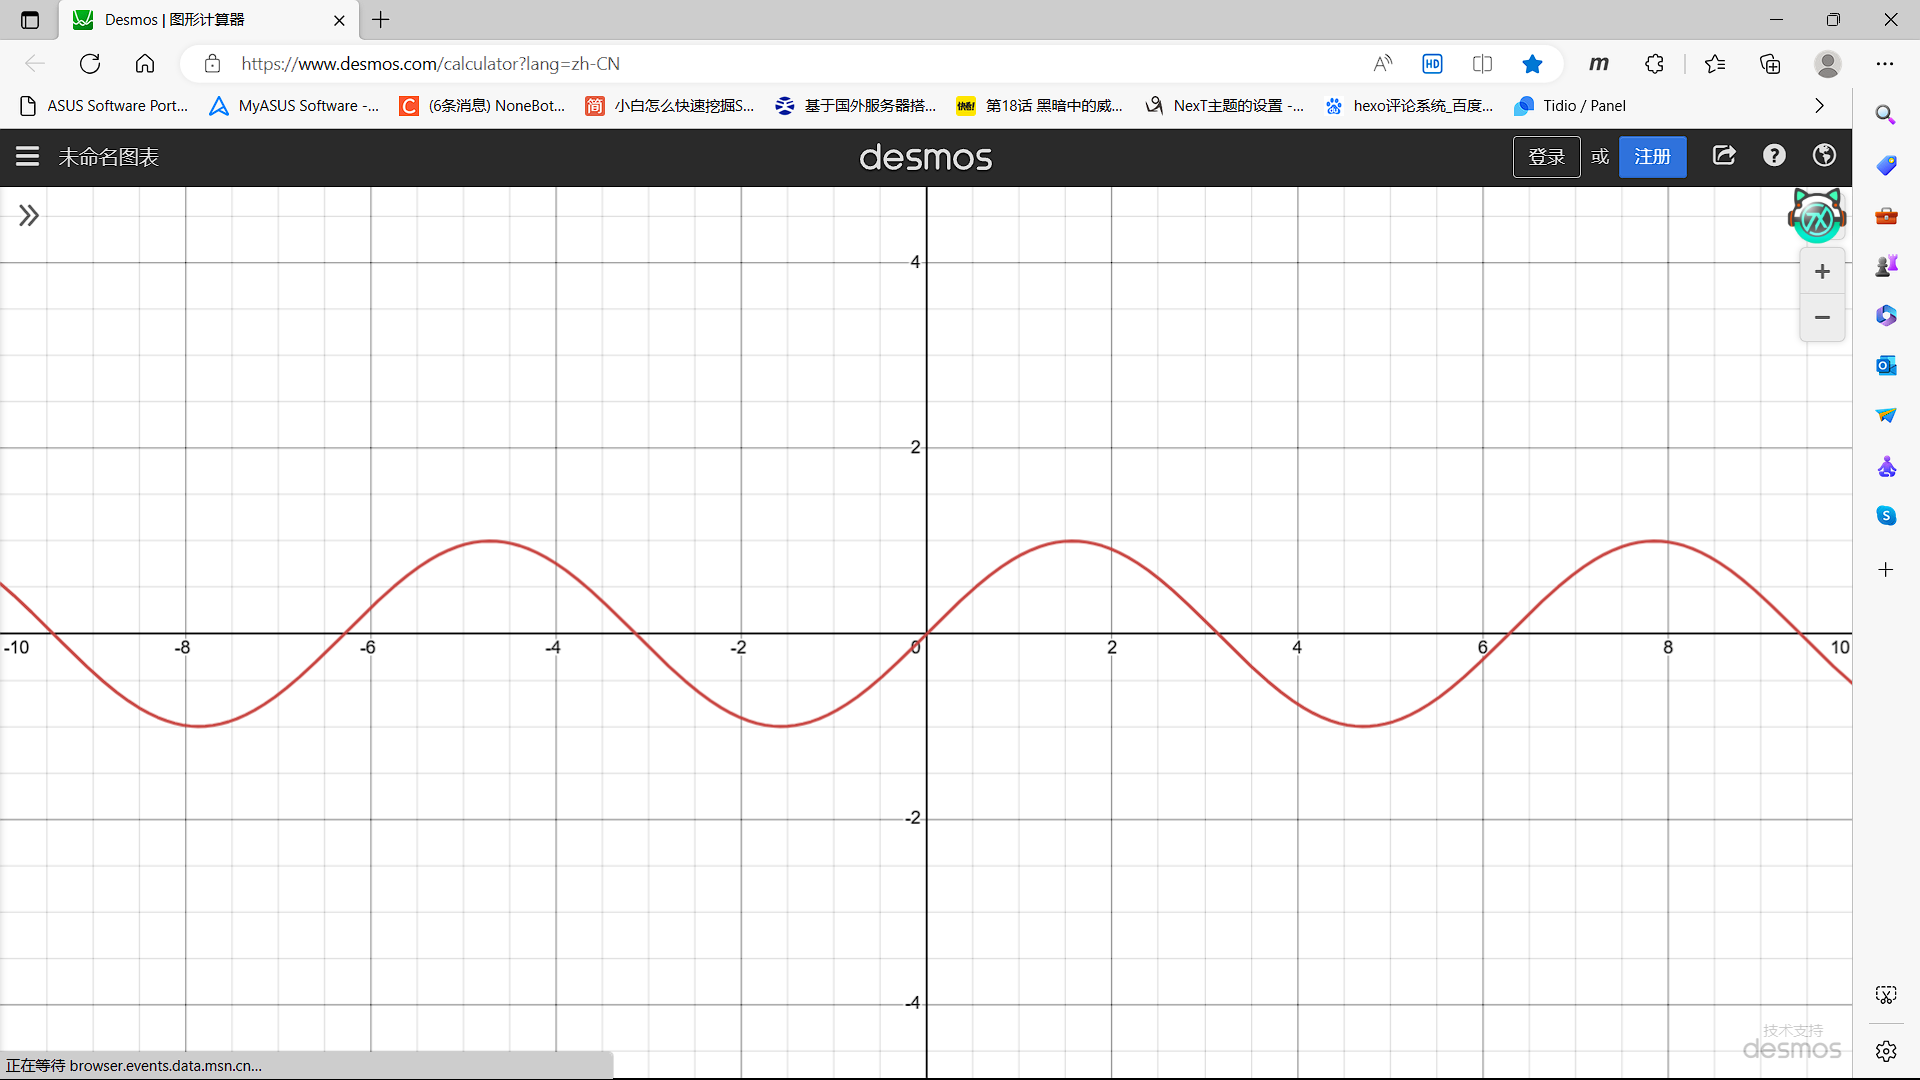 Desmos | 图形计算器
https://www.desmos.com/calculator?lang=zh-CN
HD
m
ASUS Software Port...
MyASUS Software -...
C (6条消息) NoneBot...
简 小白怎么快速挖掘S...
基于国外服务器搭...
快看! 第18话 黑暗中的威...
NexT主题的设置 -...
hexo评论系统_百度...
Tidio / Panel
未命名图表
desmos
登录 或 注册
4
2
-10 -8 -6 -4 -2 0 2 4 6 8 10
-2
-4
技术支持
desmos
正在等待 browser.events.data.msn.cn...